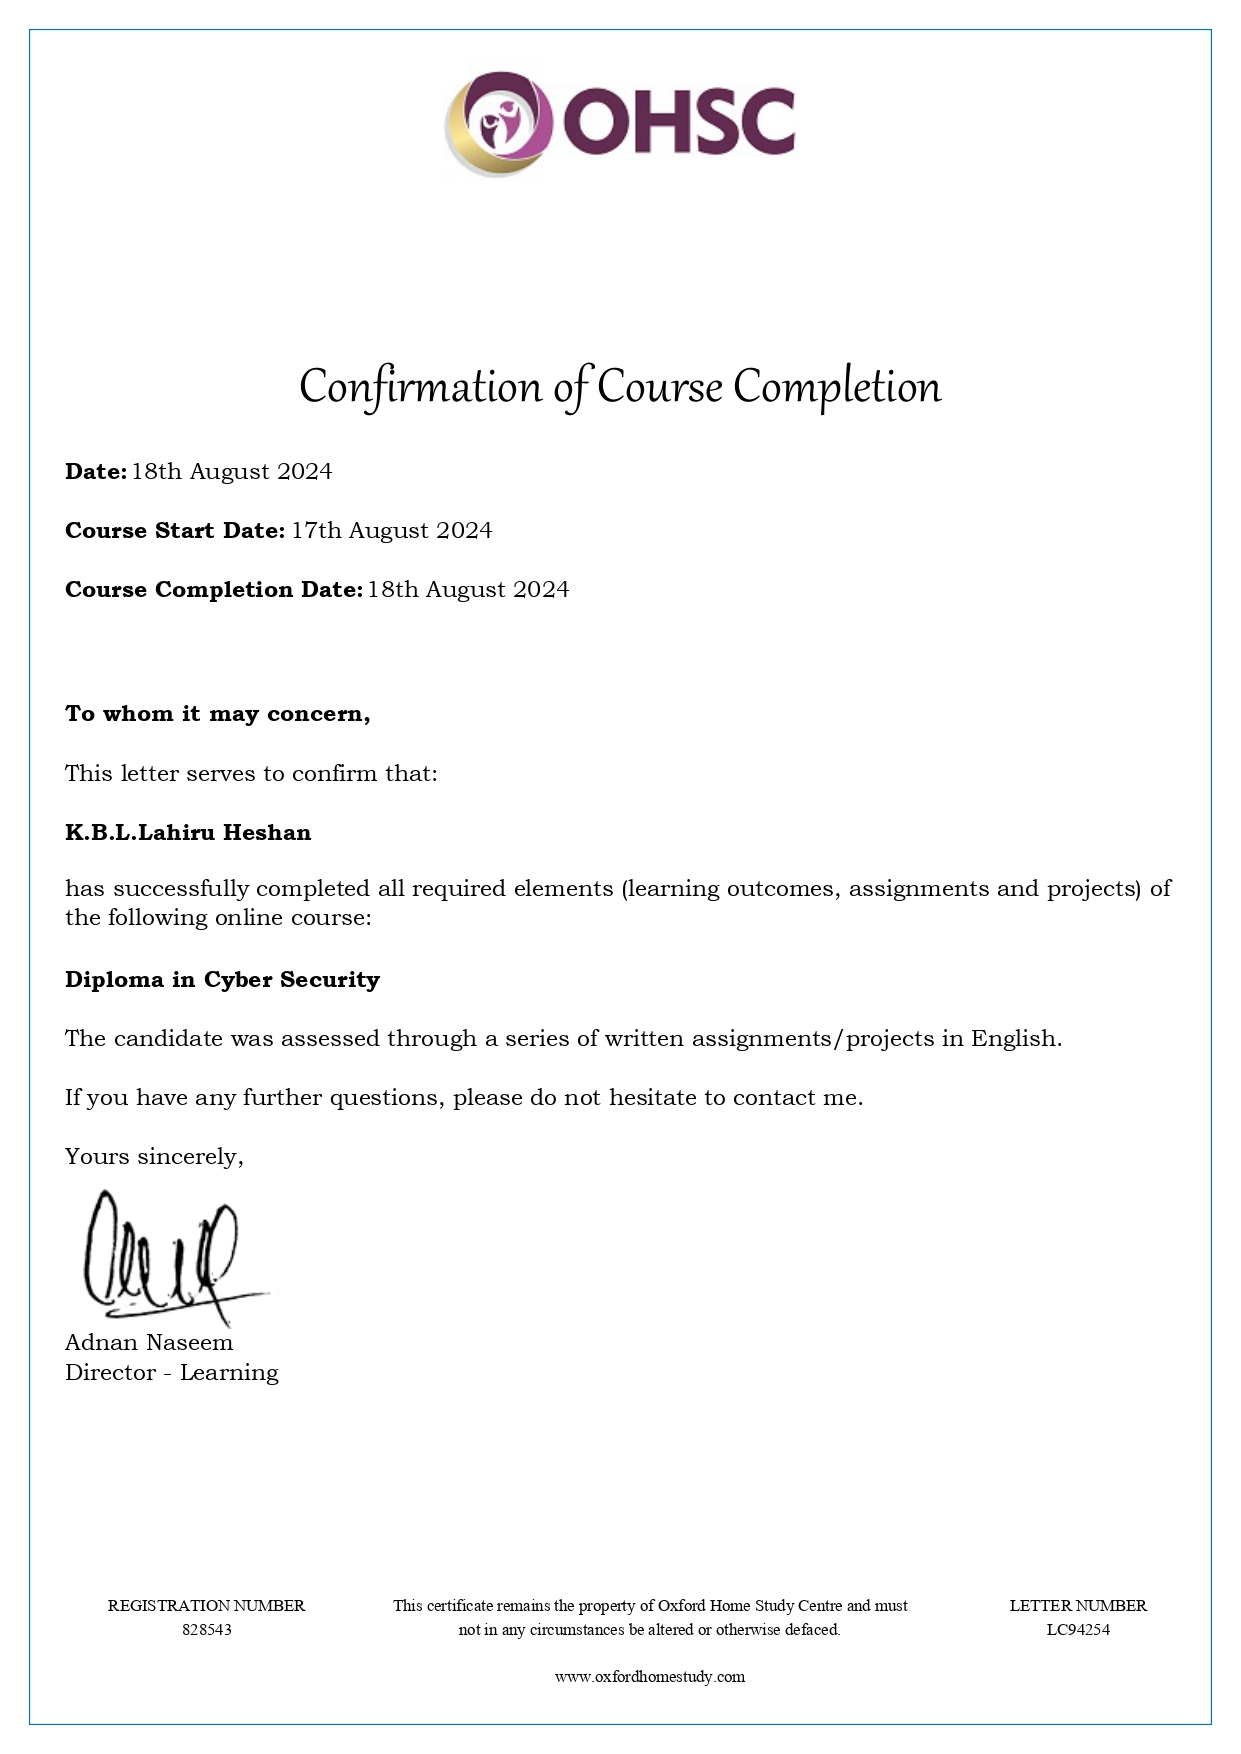 OHSC
Confirmation of Course Completion
Date: 18th August 2024
Course Start Date: 17th August 2024
Course Completion Date: 18th August 2024
To whom it may concern,
This letter serves to confirm that:
K.B.L.Lahiru Heshan
has successfully completed all required elements (learning outcomes, assignments and projects) of
the following online course:
Diploma in Cyber Security
The candidate was assessed through a series of written assignments/projects in English.
If you have any further questions, please do not hesitate to contact me.
Yours sincerely,
Adnan Naseem
Director - Learning
REGISTRATION NUMBER
828543
This certificate remains the property of Oxford Home Study Centre and must
not in any circumstances be altered or otherwise defaced.
LETTER NUMBER
LC94254
www.oxfordhomestudy.com